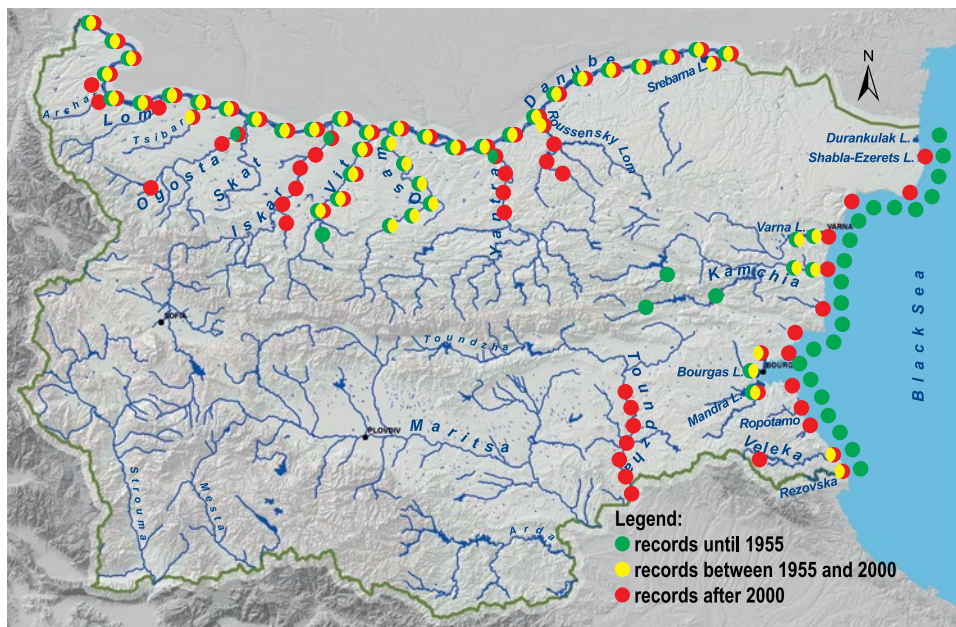 N
Danube
Srebarna L.
Archar
Lom
Tsibar
Roussensky Lom
Durankulak L.
Shabla-Ezerets L.
Ogosta
Skat
Iskar
Vit
Osam
Yantra
Varna L.
VARNA
Kamchia
Black Sea
SOFIA
Toundzha
Toundzha
Bourgas L.
BOURG
Mandra L.
Ropotamo
Maritsa
PLOVDIV
Veleka
Rezovska
Strouma
Mesta
Arda
Legend:
records until 1955
records between 1955 and 2000
records after 2000